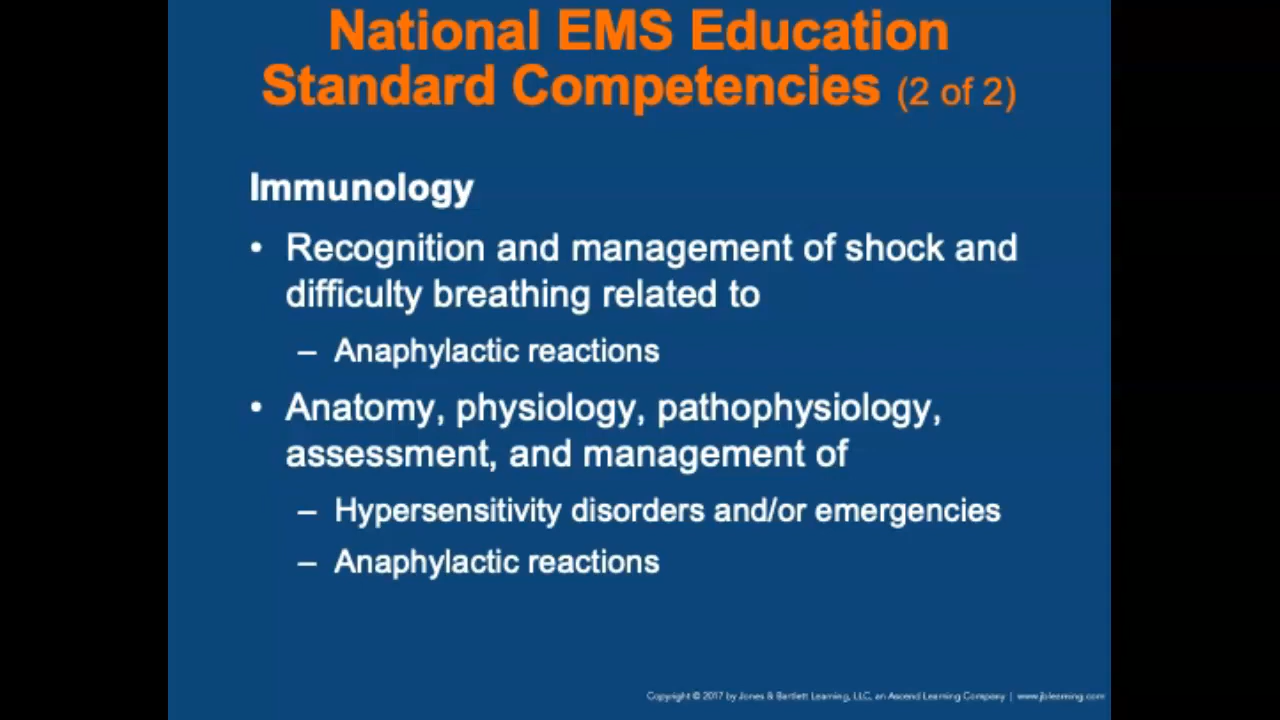 National EMS Education
Standard Competencies (2 of 2)
Immunology
• Recognition and management of shock and
difficulty breathing related to
– Anaphylactic reactions
• Anatomy, physiology, pathophysiology,
assessment, and management of
– Hypersensitivity disorders and/or emergencies
– Anaphylactic reactions
Copyright © 2017 by Jones & Bartlett Learning, LLC, an Ascend Learning Company | www.jblearning.com